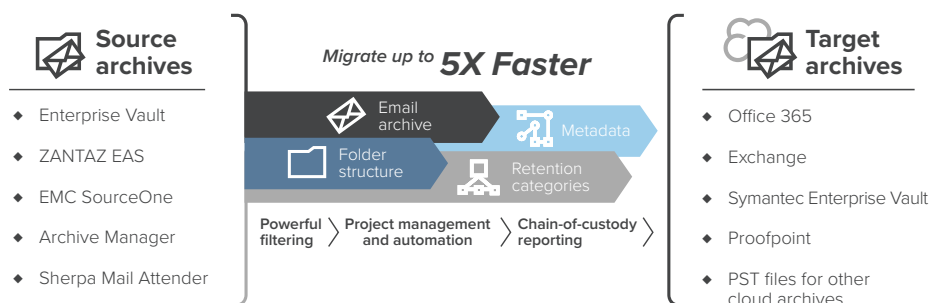 Source
archives
Enterprise Vault
ZANTAZ EAS
EMC SourceOne
Archive Manager
Sherpa Mail Attender
Migrate up to 5X Faster
Email
archive
Metadata
Folder
structure
Retention
categories
Powerful
filtering
Project management
and automation
Chain-of-custody
reporting
Target
archives
Office 365
Exchange
Symantec Enterprise Vault
Proofpoint
PST files for other
cloud archives